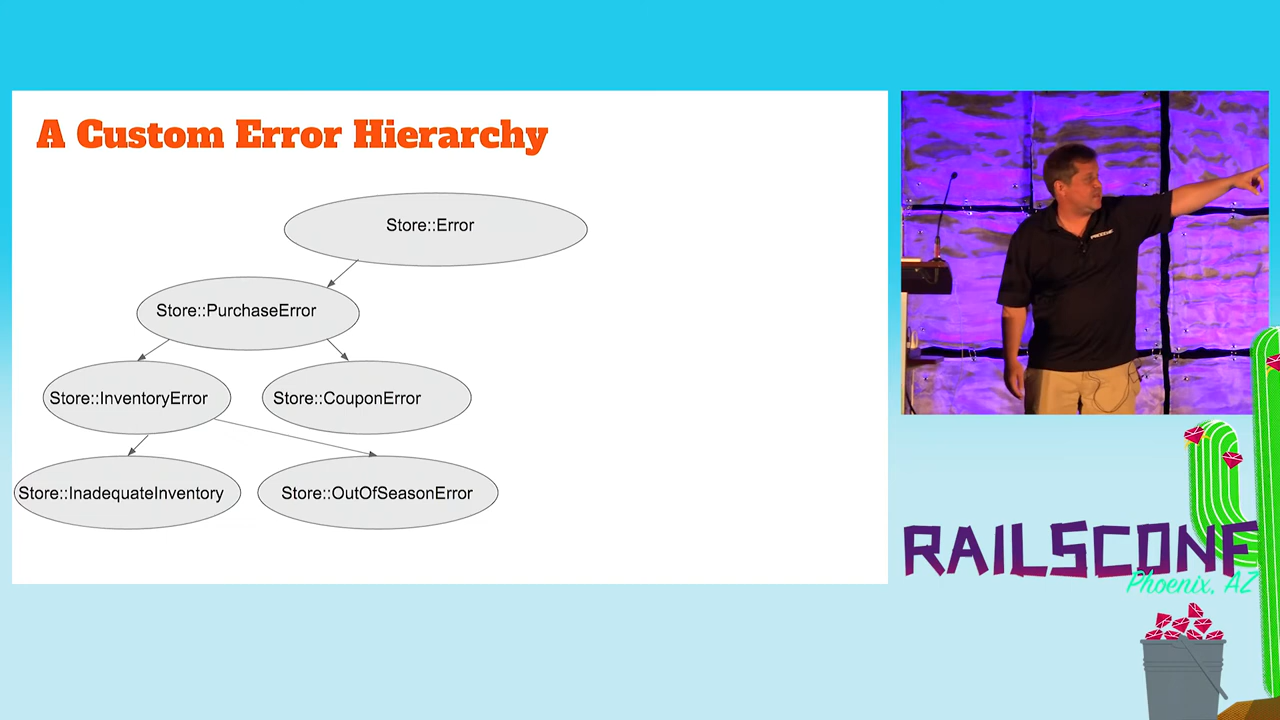 A Custom Error Hierarchy
Store::Error
Store::PurchaseError
Store::InventoryError
Store::CouponError
Store::InadequateInventory
Store::OutOfSeasonError
RAILSCONF
Phoenix, AZ